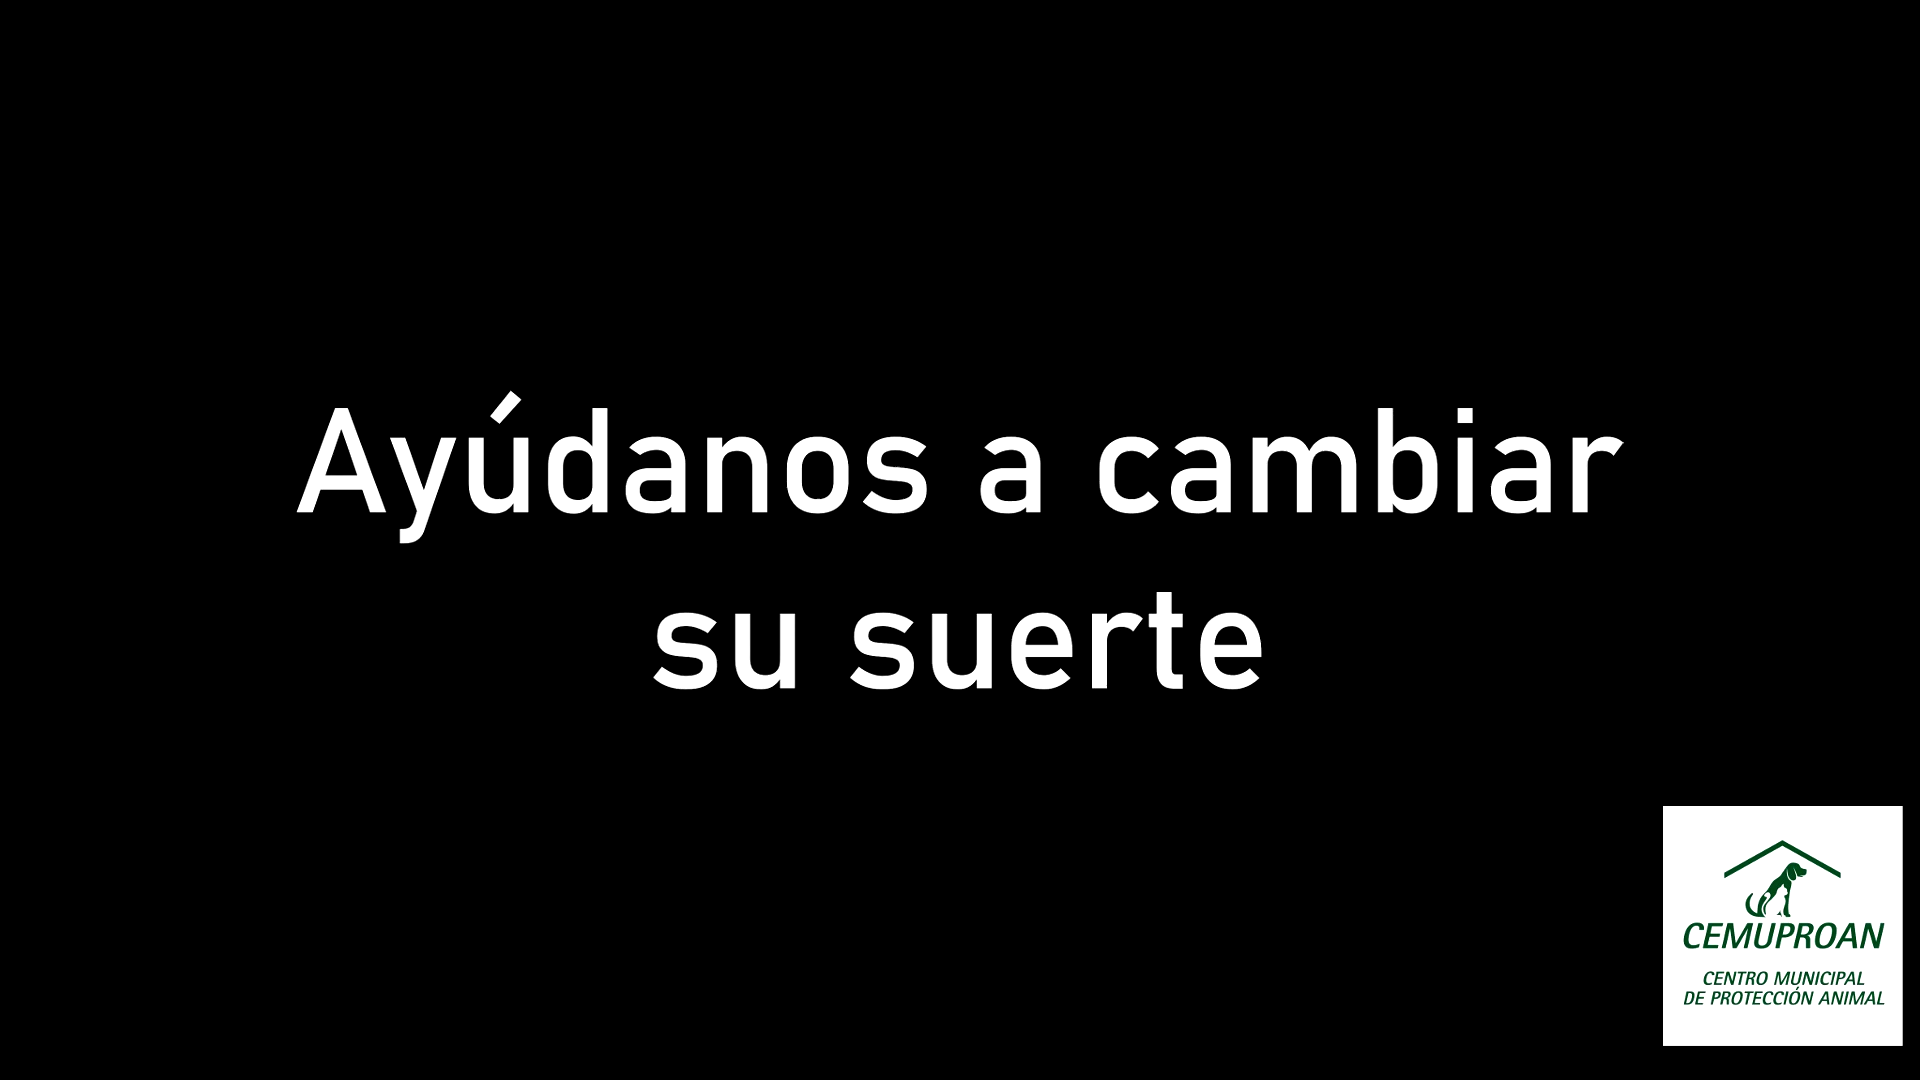 Ayúdanos a cambiar
su suerte
CEMUPROAN
CENTRO MUNICIPAL
DE PROTECCIÓN ANIMAL